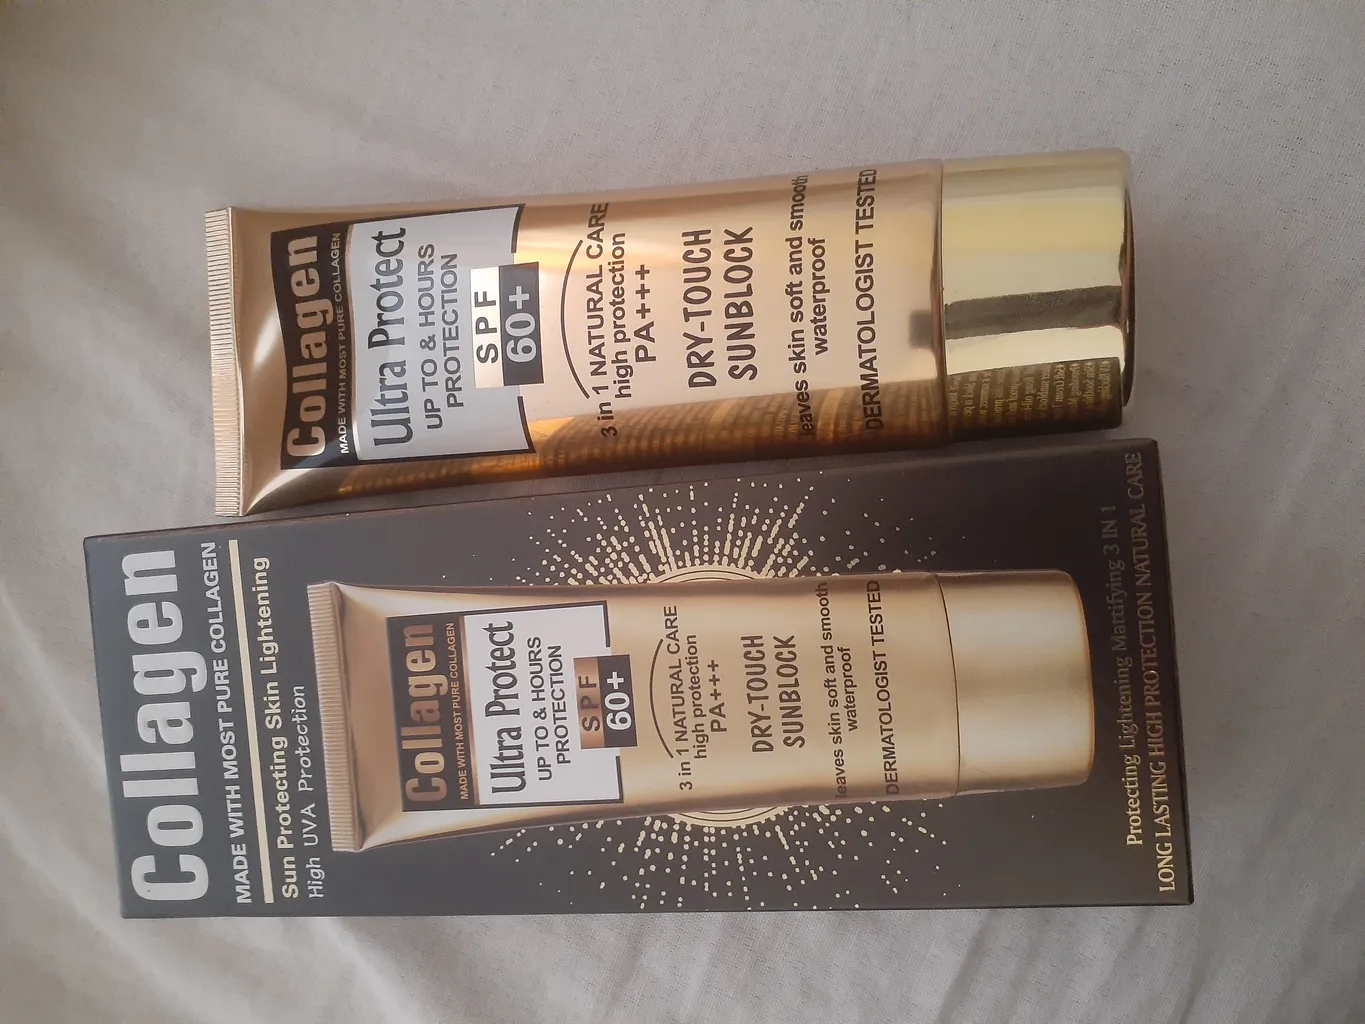 Collagen
MADE WITH MOST PURE COLLAGEN
Ultra Protect
UP TO & HOURS
PROTECTION
SPF
60+
3 in 1 NATURAL CARE
high protection
PA+++
DRY-TOUCH
SUNBLOCK
leaves skin soft and smooth
waterproof
DERMATOLOGIST TESTED
Collagen
MADE WITH MOST PURE COLLAGEN
Sun Protecting Skin Lightening
High UVA Protection
Collagen
MADE WITH MOST PURE COLLAGEN
Ultra Protect
UP TO & HOURS
PROTECTION
SPF
60+
3 in 1 NATURAL CARE
high protection
PA+++
DRY-TOUCH
SUNBLOCK
leaves skin soft and smooth
waterproof
DERMATOLOGIST TESTED
Protecting Lightening Mattifying 3 IN 1
LONG LASTING HIGH PROTECTION NATURAL CARE